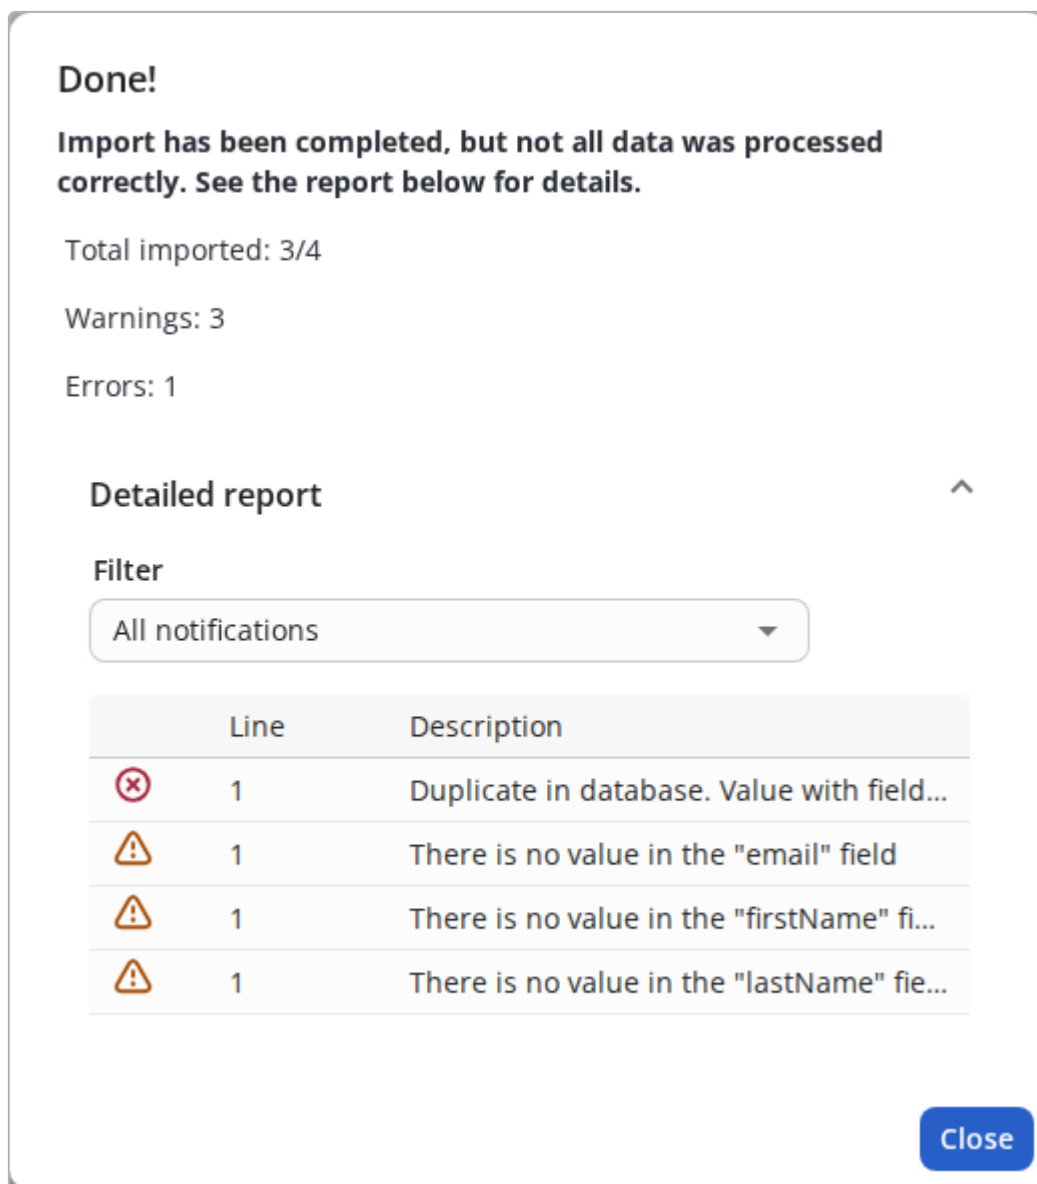 Done!
Import has been completed, but not all data was processed
correctly. See the report below for details.
Total imported: 3/4
Warnings: 3
Errors: 1
Detailed report
Filter
All notifications
Line Description
1 Duplicate in database. Value with field...
1 There is no value in the "email" field
1 There is no value in the "firstName" fi...
1 There is no value in the "lastName" fie...
Close